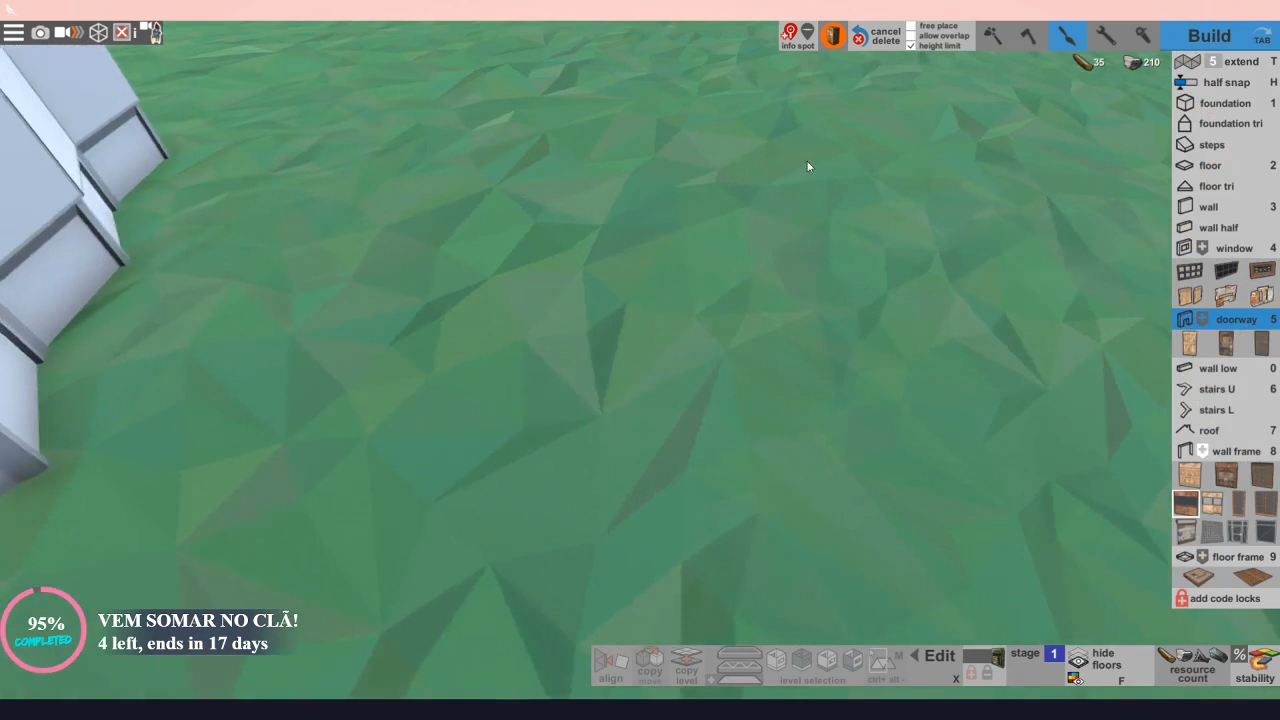 i
info spot
cancel
delete
free place
allow overlap
height limit
Build
TAB
35
210
5 extend T
half snap H
foundation 1
foundation tri
steps
floor 2
floor tri
wall 3
wall half
window 4
doorway 5
wall low 0
stairs U 6
stairs L
roof 7
wall frame 8
floor frame 9
add code locks
95%
COMPLETED
VEM SOMAR NO CLÃ!
4 left, ends in 17 days
align
copy
move
copy
level
level selection
M
ctrl+ alt -
Edit
X
stage 1
hide
floors
F
resource
count
%
stability